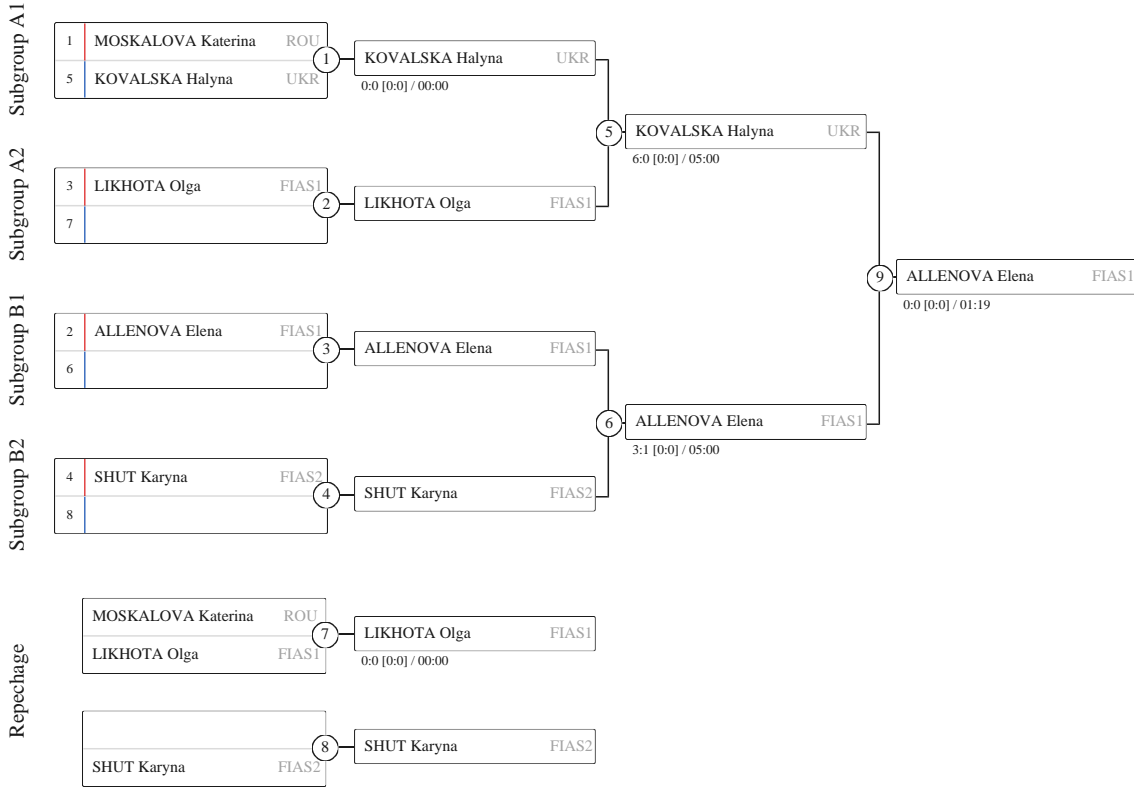 Subgroup A1
1 MOSKALOVA Katerina ROU
5 KOVALSKA Halyna UKR
1
KOVALSKA Halyna UKR
0:0 [0:0] / 00:00
Subgroup A2
3 LIKHOTA Olga FIAS1
7
2
LIKHOTA Olga FIAS1
5
KOVALSKA Halyna UKR
6:0 [0:0] / 05:00
Subgroup B1
2 ALLENOVA Elena FIAS1
6
3
ALLENOVA Elena FIAS1
Subgroup B2
4 SHUT Karyna FIAS2
8
4
SHUT Karyna FIAS2
6
ALLENOVA Elena FIAS1
3:1 [0:0] / 05:00
9
ALLENOVA Elena FIAS1
0:0 [0:0] / 01:19
Repechage
MOSKALOVA Katerina ROU
LIKHOTA Olga FIAS1
7
LIKHOTA Olga FIAS1
0:0 [0:0] / 00:00
SHUT Karyna FIAS2
8
SHUT Karyna FIAS2